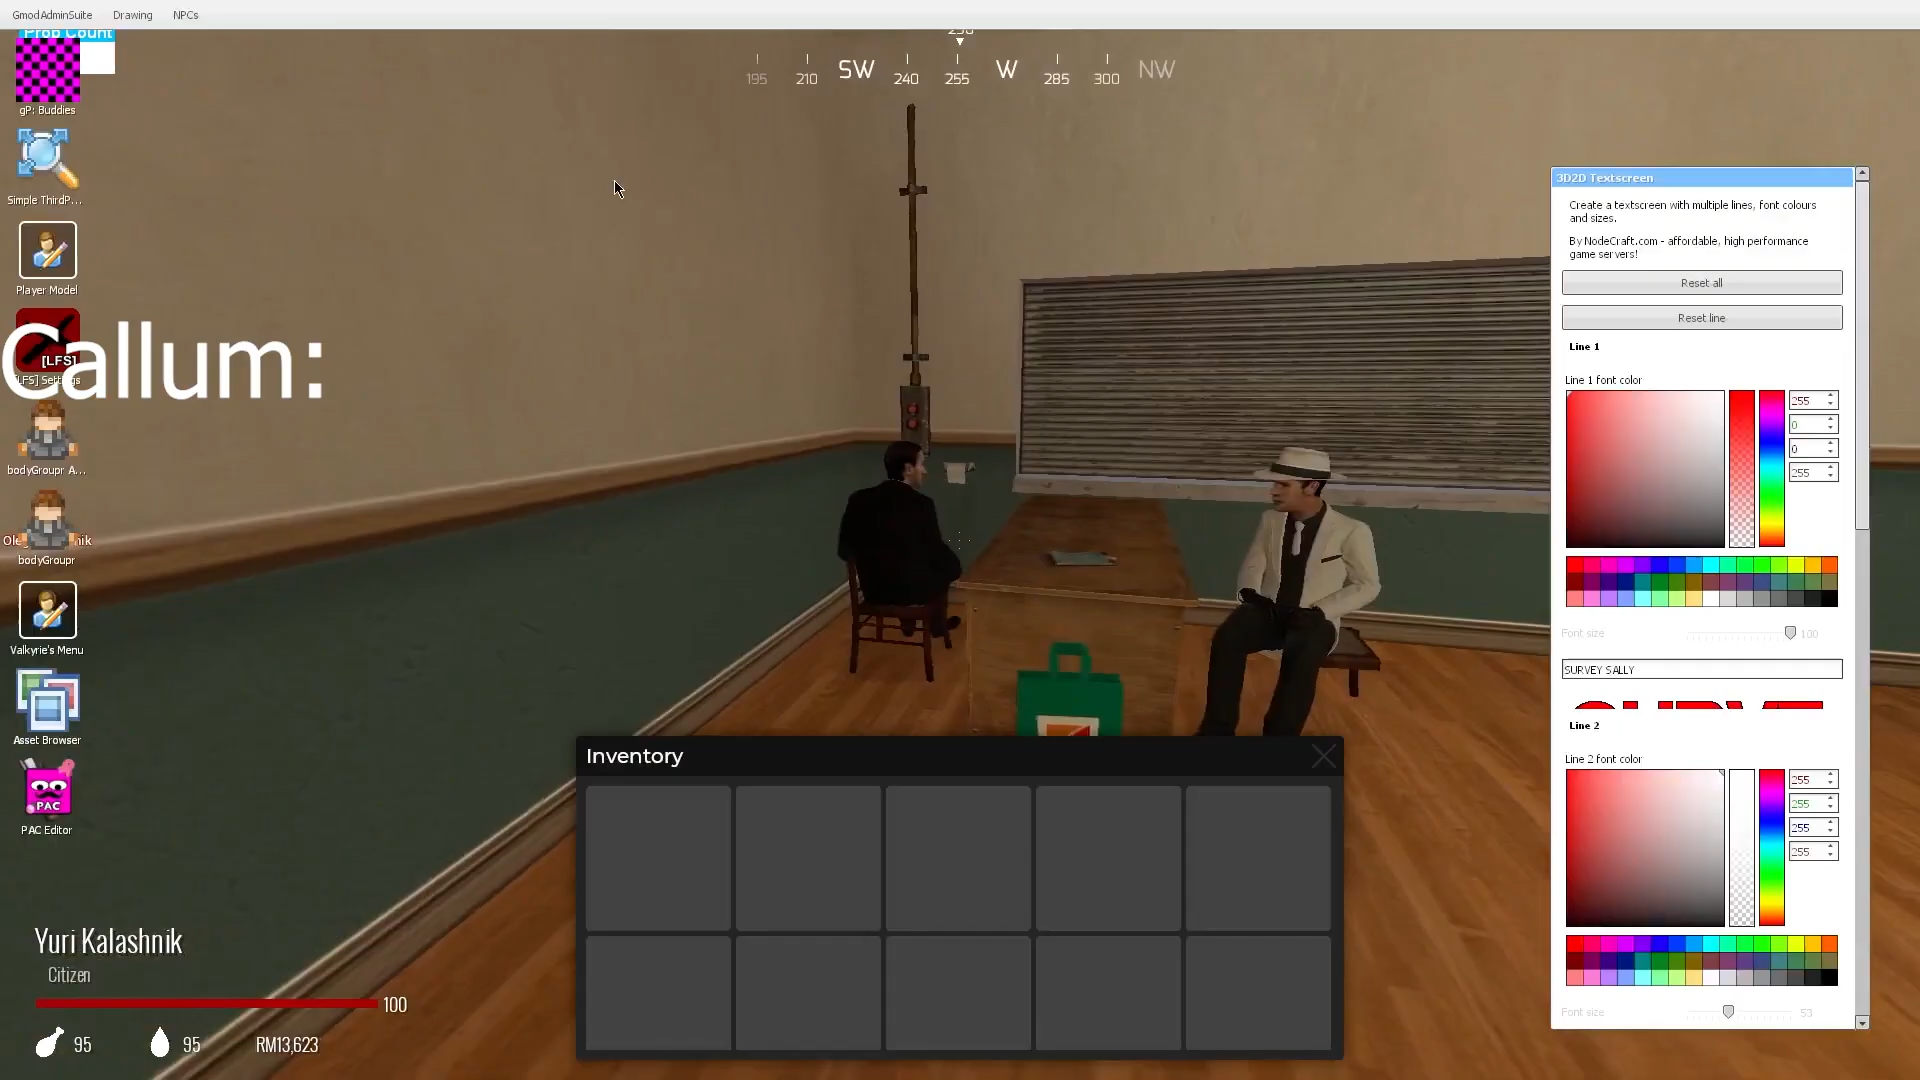 GmodAdminSuite Drawing NPCs
Prob Count
gP: Buddies
Simple ThirdP...
Player Model
Callum:
[LFS]
[LFS] Sett
bodyGroupr A...
bodyGroupr
Valkyrie's Menu
Asset Browser
PAC
PAC Editor
195 210 SW 240 255 W 285 300 NW
3D2D Textscreen
Create a textscreen with multiple lines, font colours
and sizes.
By NodeCraft.com - affordable, high performance
game servers!
Reset all
Reset line
Line 1
Line 1 font color
255
0
0
255
Font size 100
SURVEY SALLY
Line 2
Line 2 font color
255
255
255
255
Font size 53
Inventory
Yuri Kalashnik
Citizen
100
95 95 RM13,623